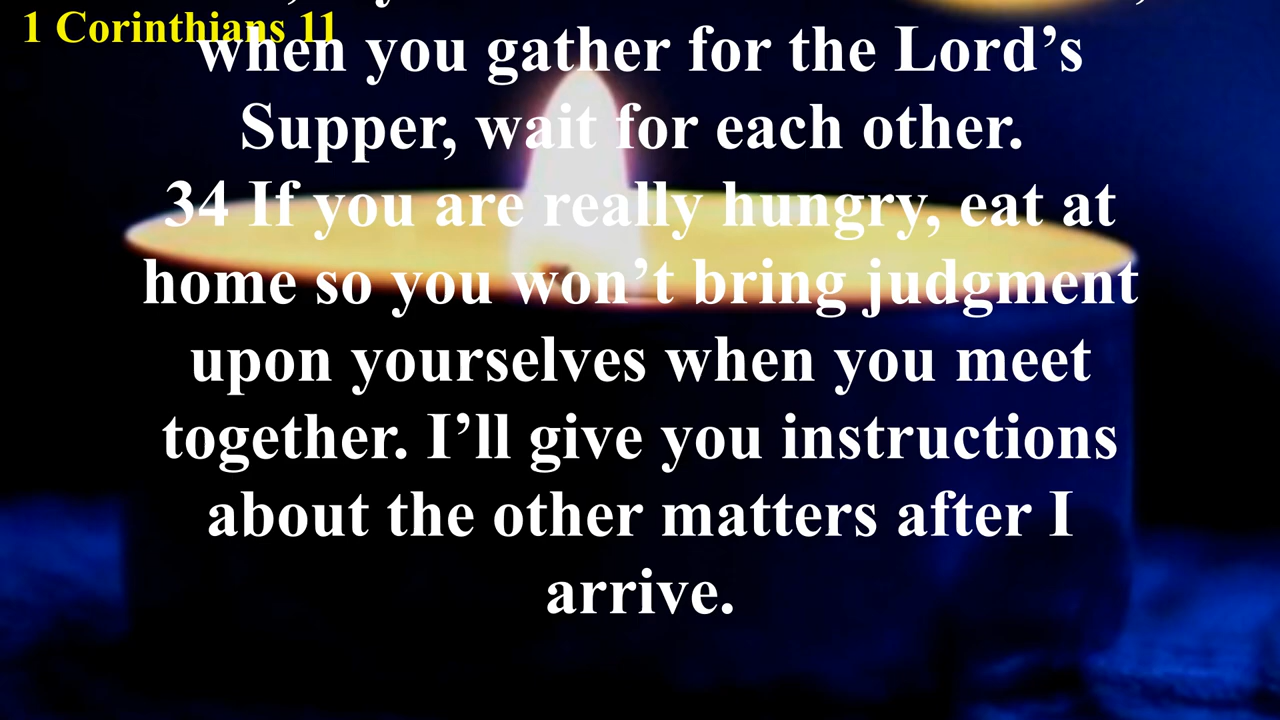 1 Corinthians 11
when you gather for the Lord’s
Supper, wait for each other.
34 If you are really hungry, eat at
home so you won’t bring judgment
upon yourselves when you meet
together. I’ll give you instructions
about the other matters after I
arrive.